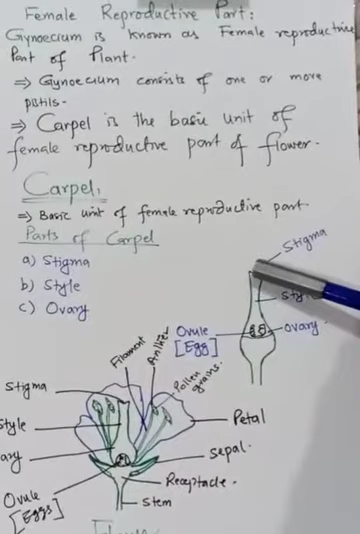 Female Reproductive Part:
Gynoecium is known as Female reproductive
Part of Plant.
⇒ Gynoecium consists of one or more
pistils.
⇒ Carpel is the basic unit of
female reproductive part of flower.
Carpel:
⇒ Basic unit of female reproductive part.
Parts of Carpel
a) Stigma
b) Style
c) Ovary
Stigma
Style
Ovule
[Egg]
Ovary
Filament
Anther
Pollen
grains.
Stigma
Style
Petal
Sepal.
Receptacle.
Ovule
[Eggs]
Stem